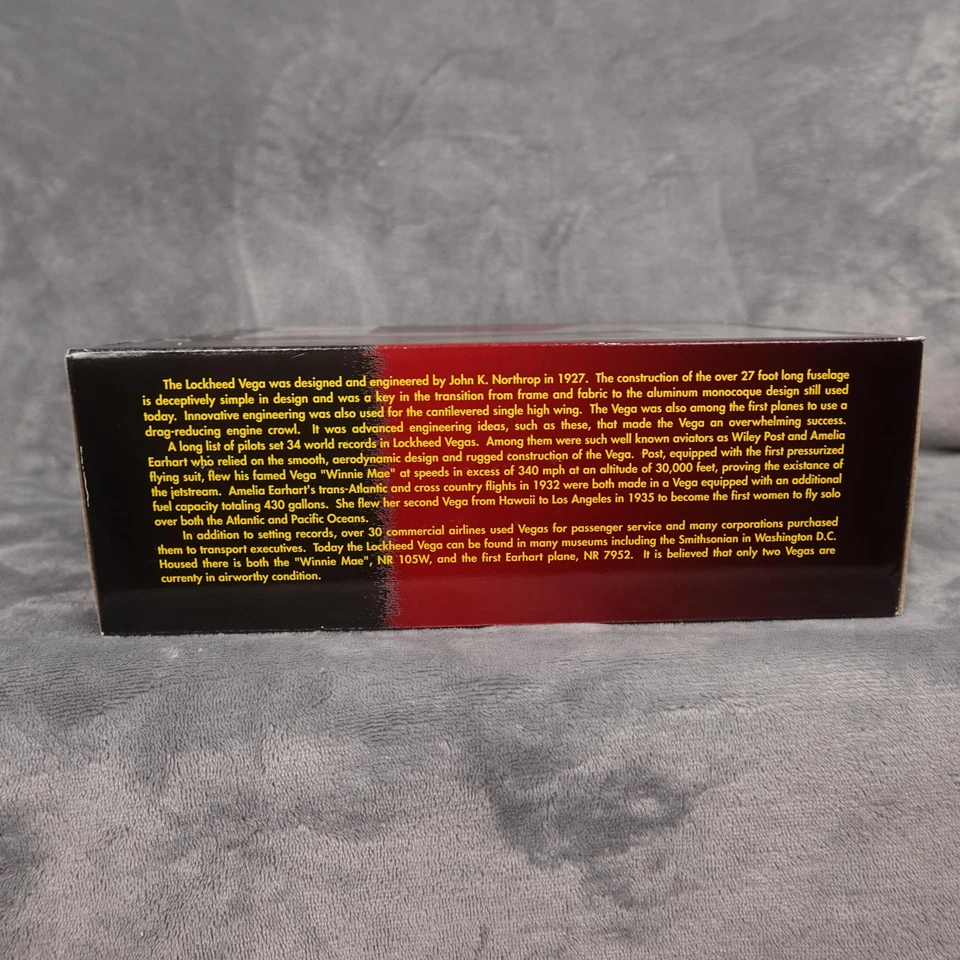 The Lockheed Vega was designed and engineered by John K. Northrop in 1927. The construction of the over 27 foot long fuselage
is deceptively simple in design and was a key in the transition from frame and fabric to the aluminum monocoque design still used
today. Innovative engineering was also used for the cantilevered single high wing. The Vega was also among the first planes to use a
drag-reducing engine crowl. It was advanced engineering ideas, such as these, that made the Vega an overwhelming success.
A long list of pilots set 34 world records in Lockheed Vegas. Among them were such well known aviators as Wiley Post and Amelia
Earhart who relied on the smooth, aerodynamic design and rugged construction of the Vega. Post, equipped with the first pressurized
flying suit, flew his famed Vega "Winnie Mae" at speeds in excess of 340 mph at an altitude of 30,000 feet, proving the existance of
the jetstream. Amelia Earhart's trans-Atlantic and cross country flights in 1932 were both made in a Vega equipped with an additional
fuel capacity totaling 430 gallons. She flew her second Vega from Hawaii to Los Angeles in 1935 to become the first women to fly solo
over both the Atlantic and Pacific Oceans.
In addition to setting records, over 30 commercial airlines used Vegas for passenger service and many corporations purchased
them to transport executives. Today the Lockheed Vega can be found in many museums including the Smithsonian in Washington D.C.
Housed there is both the "Winnie Mae", NR 105W, and the first Earhart plane, NR 7952. It is believed that only two Vegas are
currenty in airworthy condition.